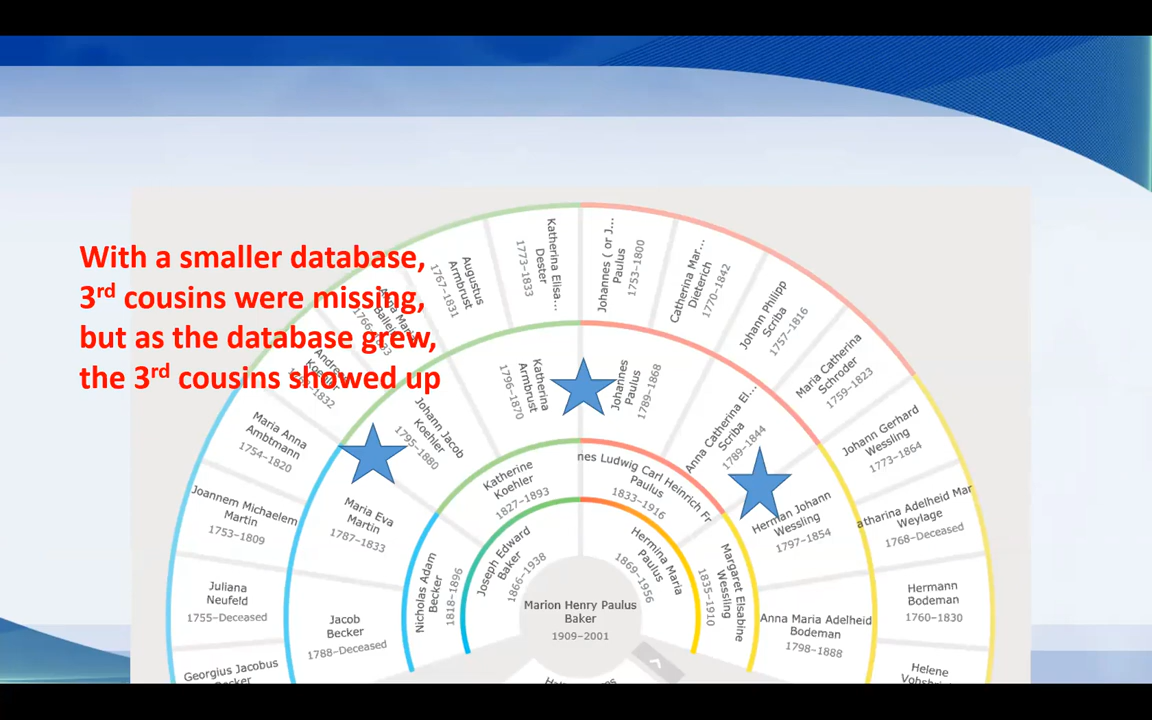 With a smaller database,
3rd cousins were missing,
but as the database grew,
the 3rd cousins showed up
Katherina Elisa...
Dester
1773–1833
Johannes ( or J...
Paulus
1753–1800
Augustus
Armbrust
1767–1831
Catherina Mar...
Dieterich
1770–1842
Johann Philipp
Scriba
1757–1816
Maria Catherina
Schroder
1759–1823
Johann Gerhard
Wessling
1773–1864
Weylage
1768–Deceased
Hermann
Bodeman
1760–1830
Helene
Maria Anna
Ambtmann
1754–1820
Joannem Michaelem
Martin
1753–1809
Juliana
Neufeld
1755–Deceased
Georgius Jacobus
Katherina
Armbrust
1796–1870
Johannes
Paulus
1789–1868
Johann Jacob
Koehler
1795–1880
Anna Catherina El...
Scriba
1789–1844
Maria Eva
Martin
1787–1833
Herman Johann
Wessling
1797–1854
Jacob
Becker
1788–Deceased
Anna Maria Adelheid
Bodeman
1798–1888
Katherine
Koehler
1827–1893
nes Ludwig Carl Heinrich Fr
Paulus
1833–1916
Nicholas Adam
Becker
1818–1896
Margaret Elsabine
Wessling
1835–1910
Joseph Edward
Baker
1866–1938
Hermina Maria
Paulus
1869–1956
Marion Henry Paulus
Baker
1909–2001